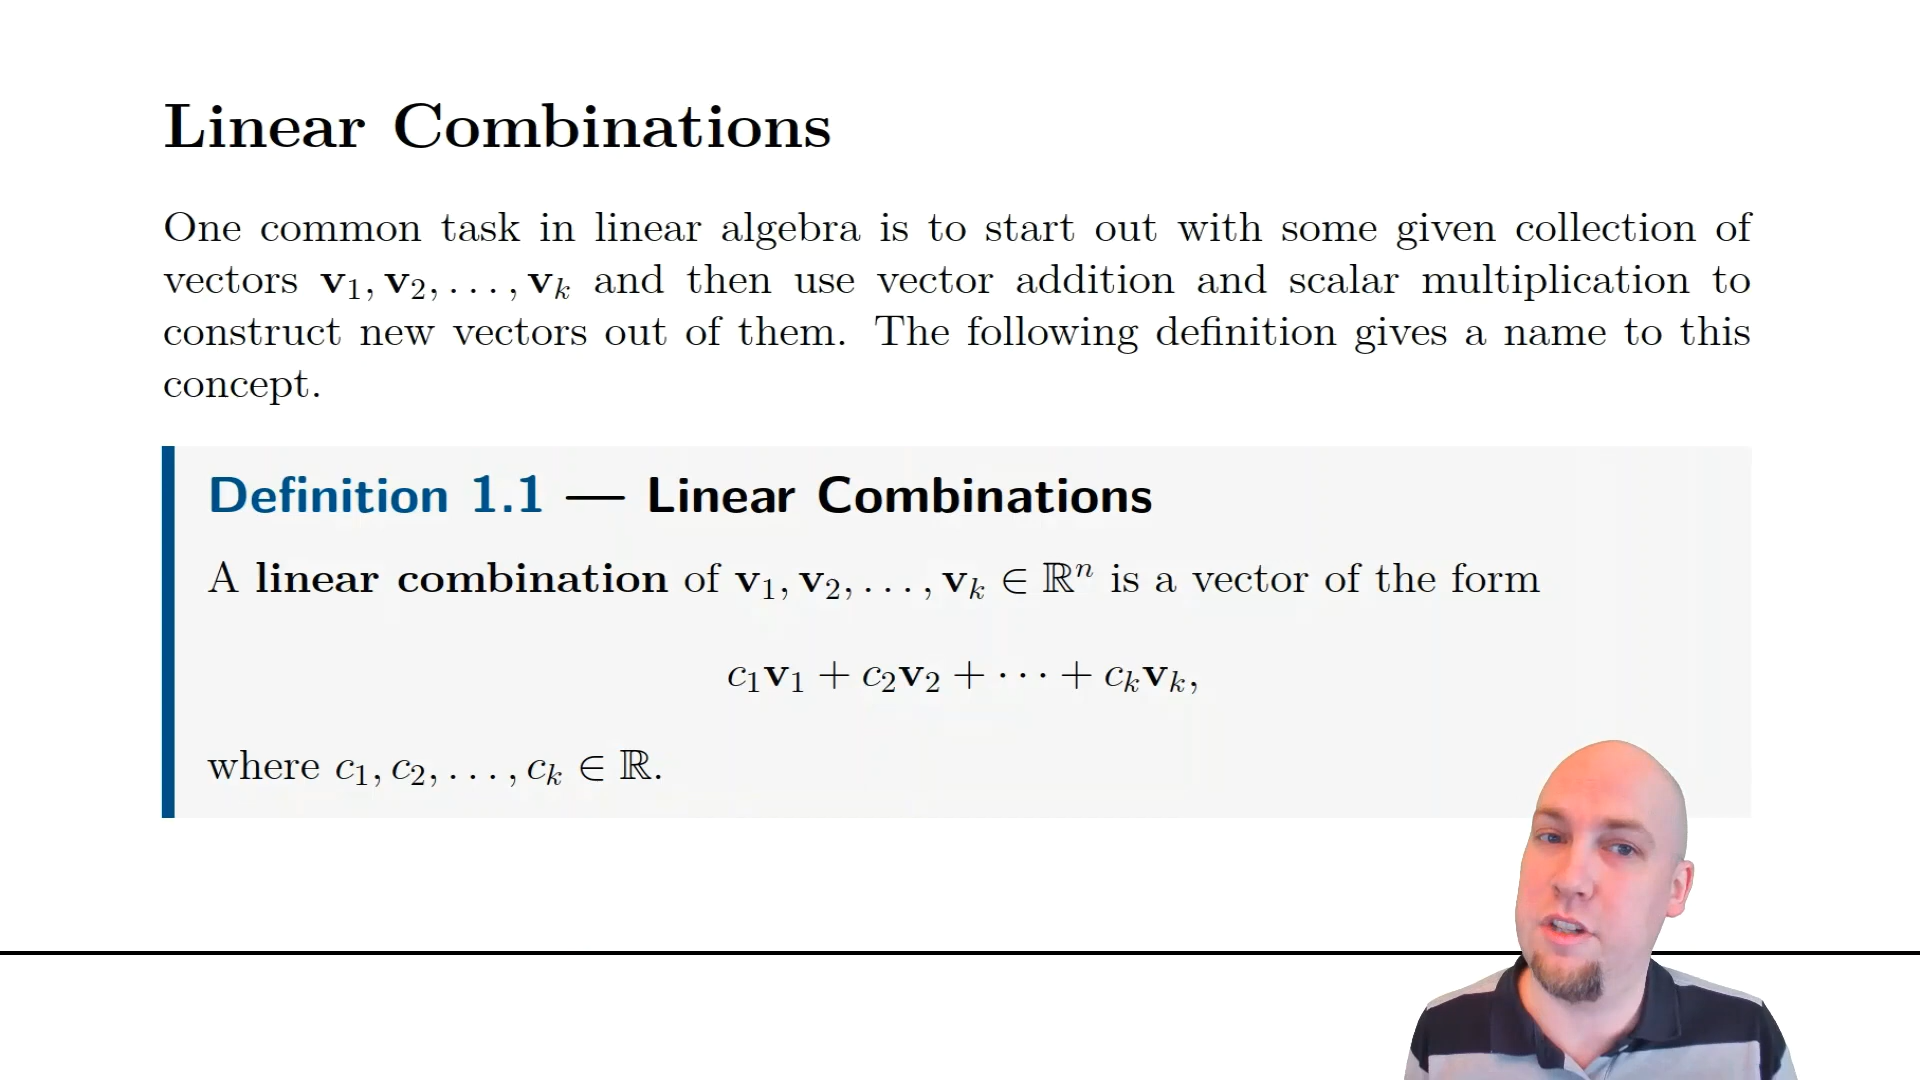 Linear Combinations
One common task in linear algebra is to start out with some given collection of
vectors v₁, v₂, . . . , vₖ and then use vector addition and scalar multiplication to
construct new vectors out of them. The following definition gives a name to this
concept.
Definition 1.1 — Linear Combinations
A linear combination of v₁, v₂, . . . , vₖ ∈ ℝⁿ is a vector of the form
c₁v₁ + c₂v₂ + · · · + cₖvₖ,
where c₁, c₂, . . . , cₖ ∈ ℝ.